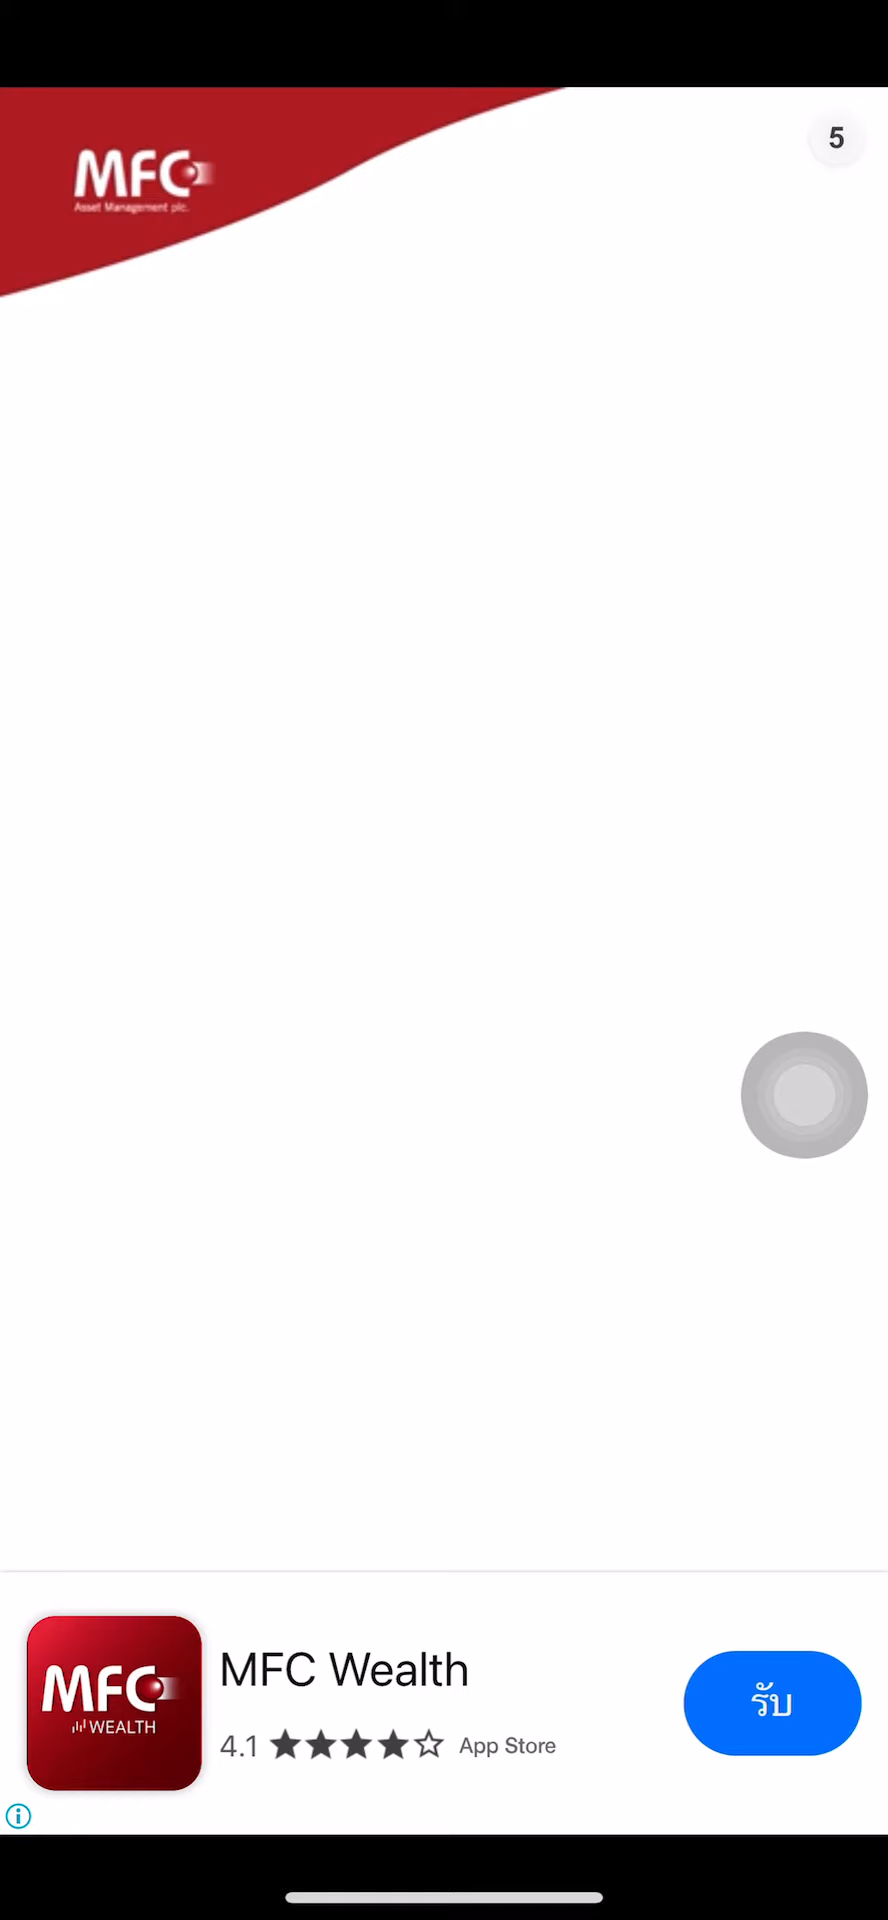 MFC
Asset Management plc.
5
MFC
WEALTH
MFC Wealth
4.1
App Store
รับ